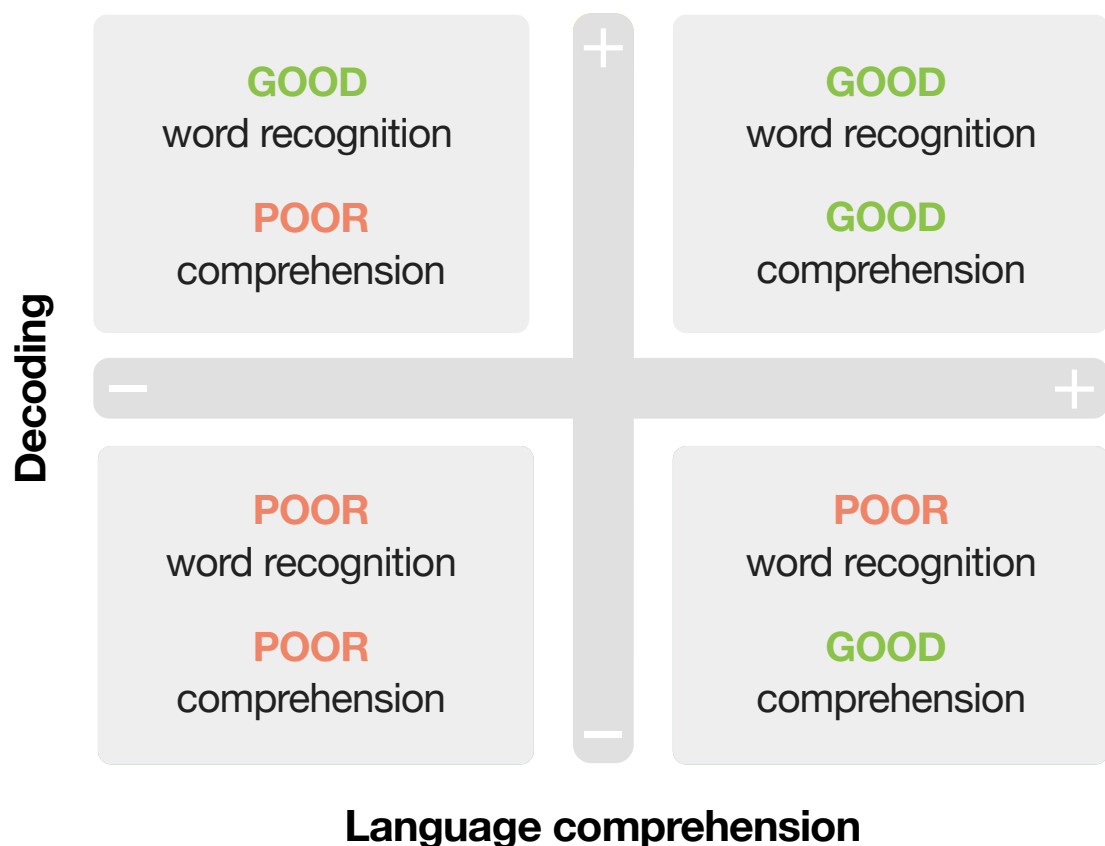 GOOD
word recognition
POOR
comprehension
GOOD
word recognition
GOOD
comprehension
Decoding
POOR
word recognition
POOR
comprehension
POOR
word recognition
GOOD
comprehension
Language comprehension